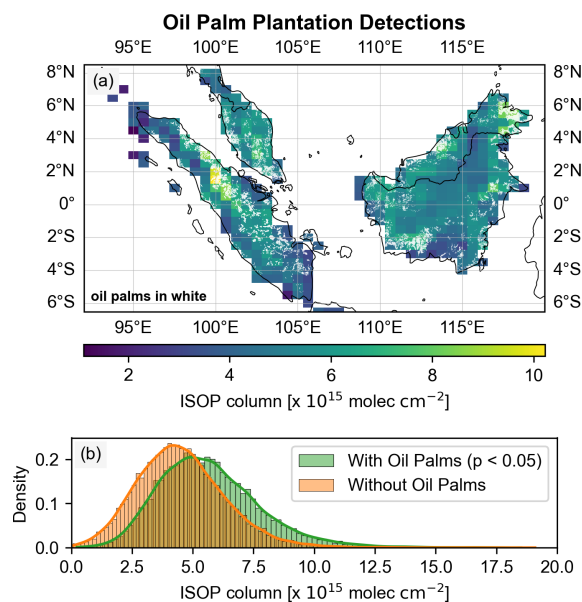 Oil Palm Plantation Detections
95°E 100°E 105°E 110°E 115°E
(a)
8°N 8°N
6°N 6°N
4°N 4°N
2°N 2°N
0° 0°
2°S 2°S
4°S 4°S
6°S 6°S
oil palms in white
95°E 100°E 105°E 110°E 115°E
2 4 6 8 10
ISOP column [x 10¹⁵ molec cm⁻²]
(b)
With Oil Palms (p < 0.05)
Without Oil Palms
Density
0.2
0.1
0.0
0.0 2.5 5.0 7.5 10.0 12.5 15.0 17.5 20.0
ISOP column [x 10¹⁵ molec cm⁻²]